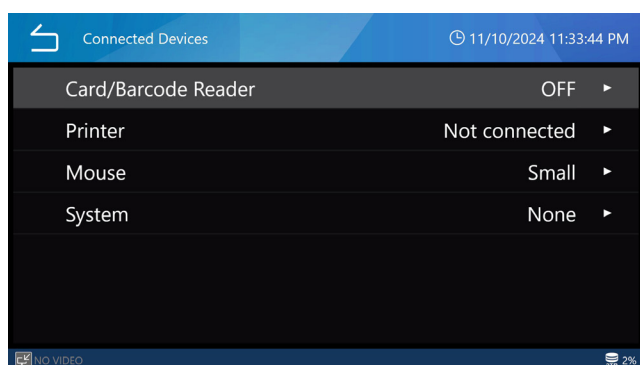 Connected Devices 11/10/2024 11:33:44 PM
Card/Barcode Reader OFF
Printer Not connected
Mouse Small
System None
NO VIDEO 2%